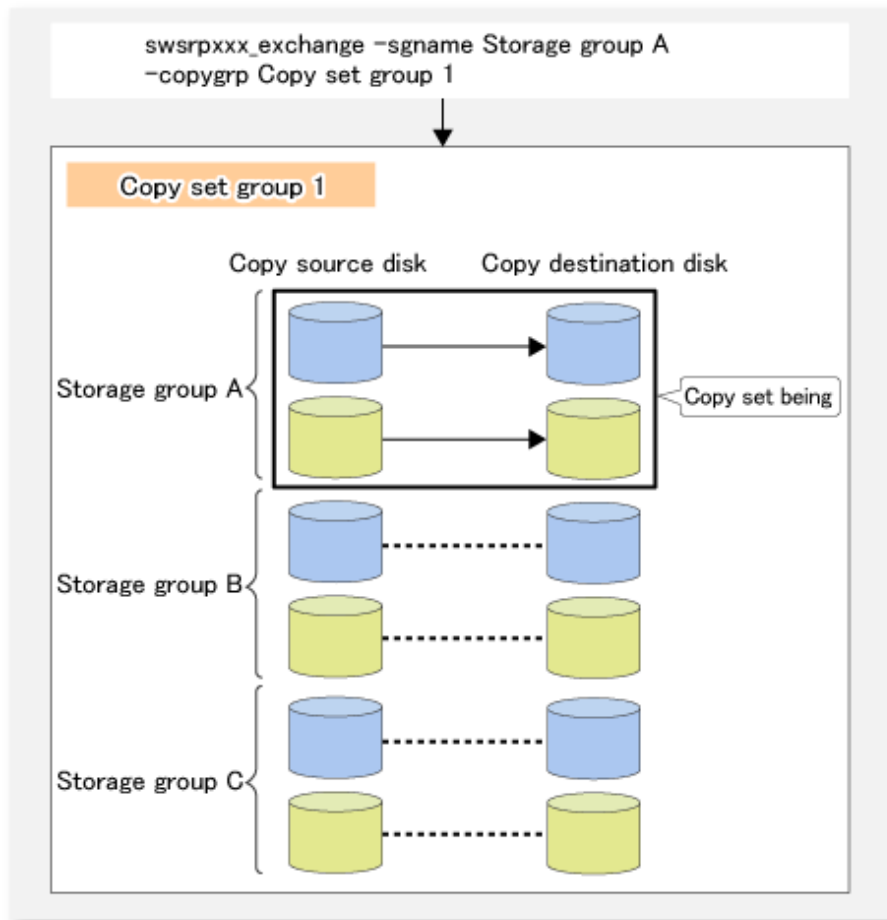 swsrpxxx_exchange -sgname Storage group A
-copygrp Copy set group 1
Copy set group 1
Copy source disk
Copy destination disk
Storage group A
Copy set being
Storage group B
Storage group C